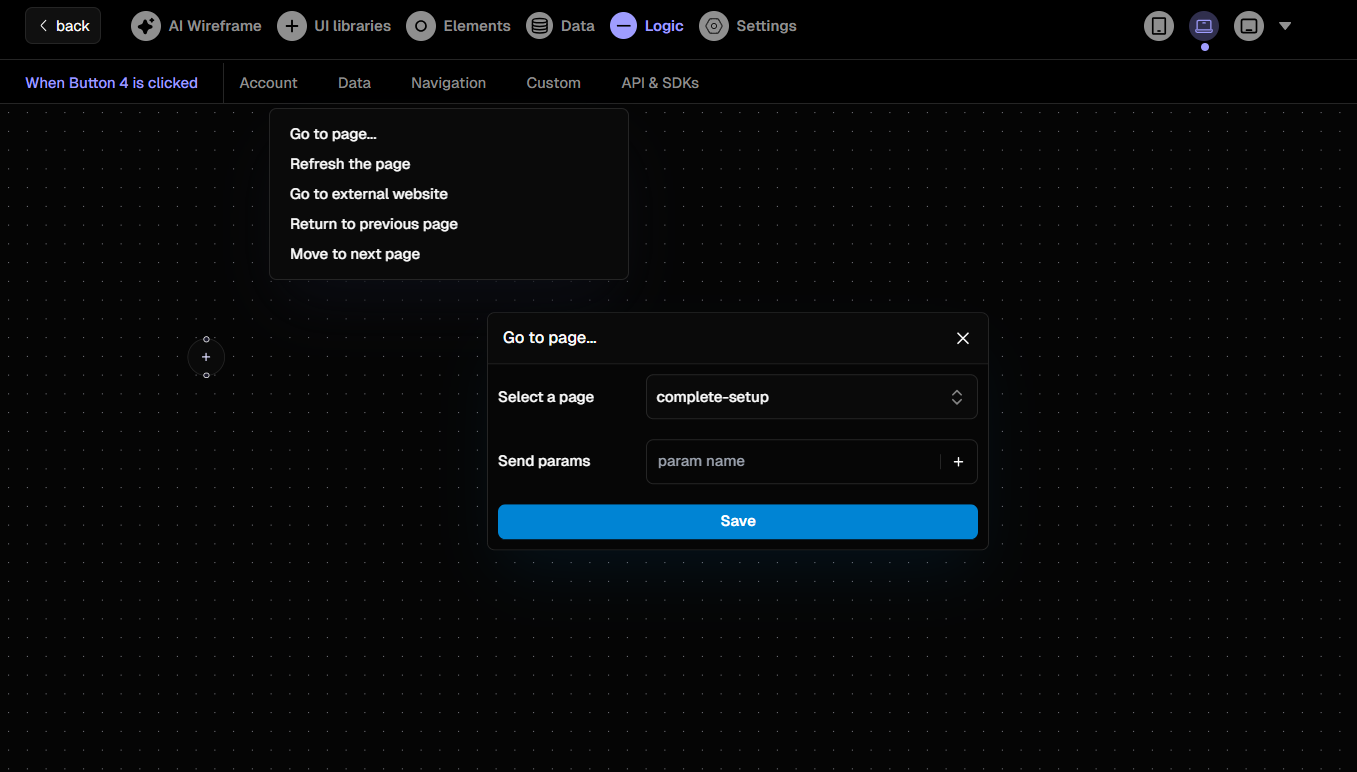 back AI Wireframe UI libraries Elements Data Logic Settings
When Button 4 is clicked Account Data Navigation Custom API & SDKs
Go to page...
Refresh the page
Go to external website
Return to previous page
Move to next page
Go to page...
Select a page complete-setup
Send params param name +
Save